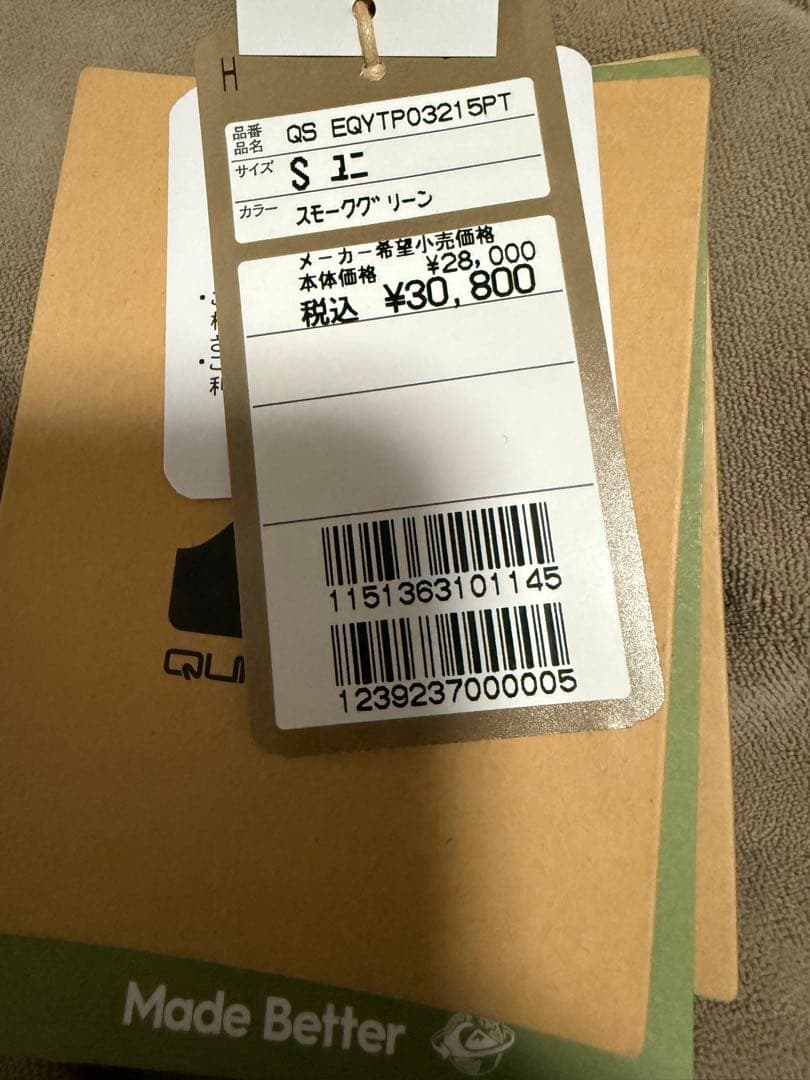 H
品番 QS EQYTP03215PT
品名
サイズ S ユニ
カラー スモークグリーン
メーカー希望小売価格
本体価格 ¥28,000
税込 ¥30,800
1151363101145
1239237000005
Made Better